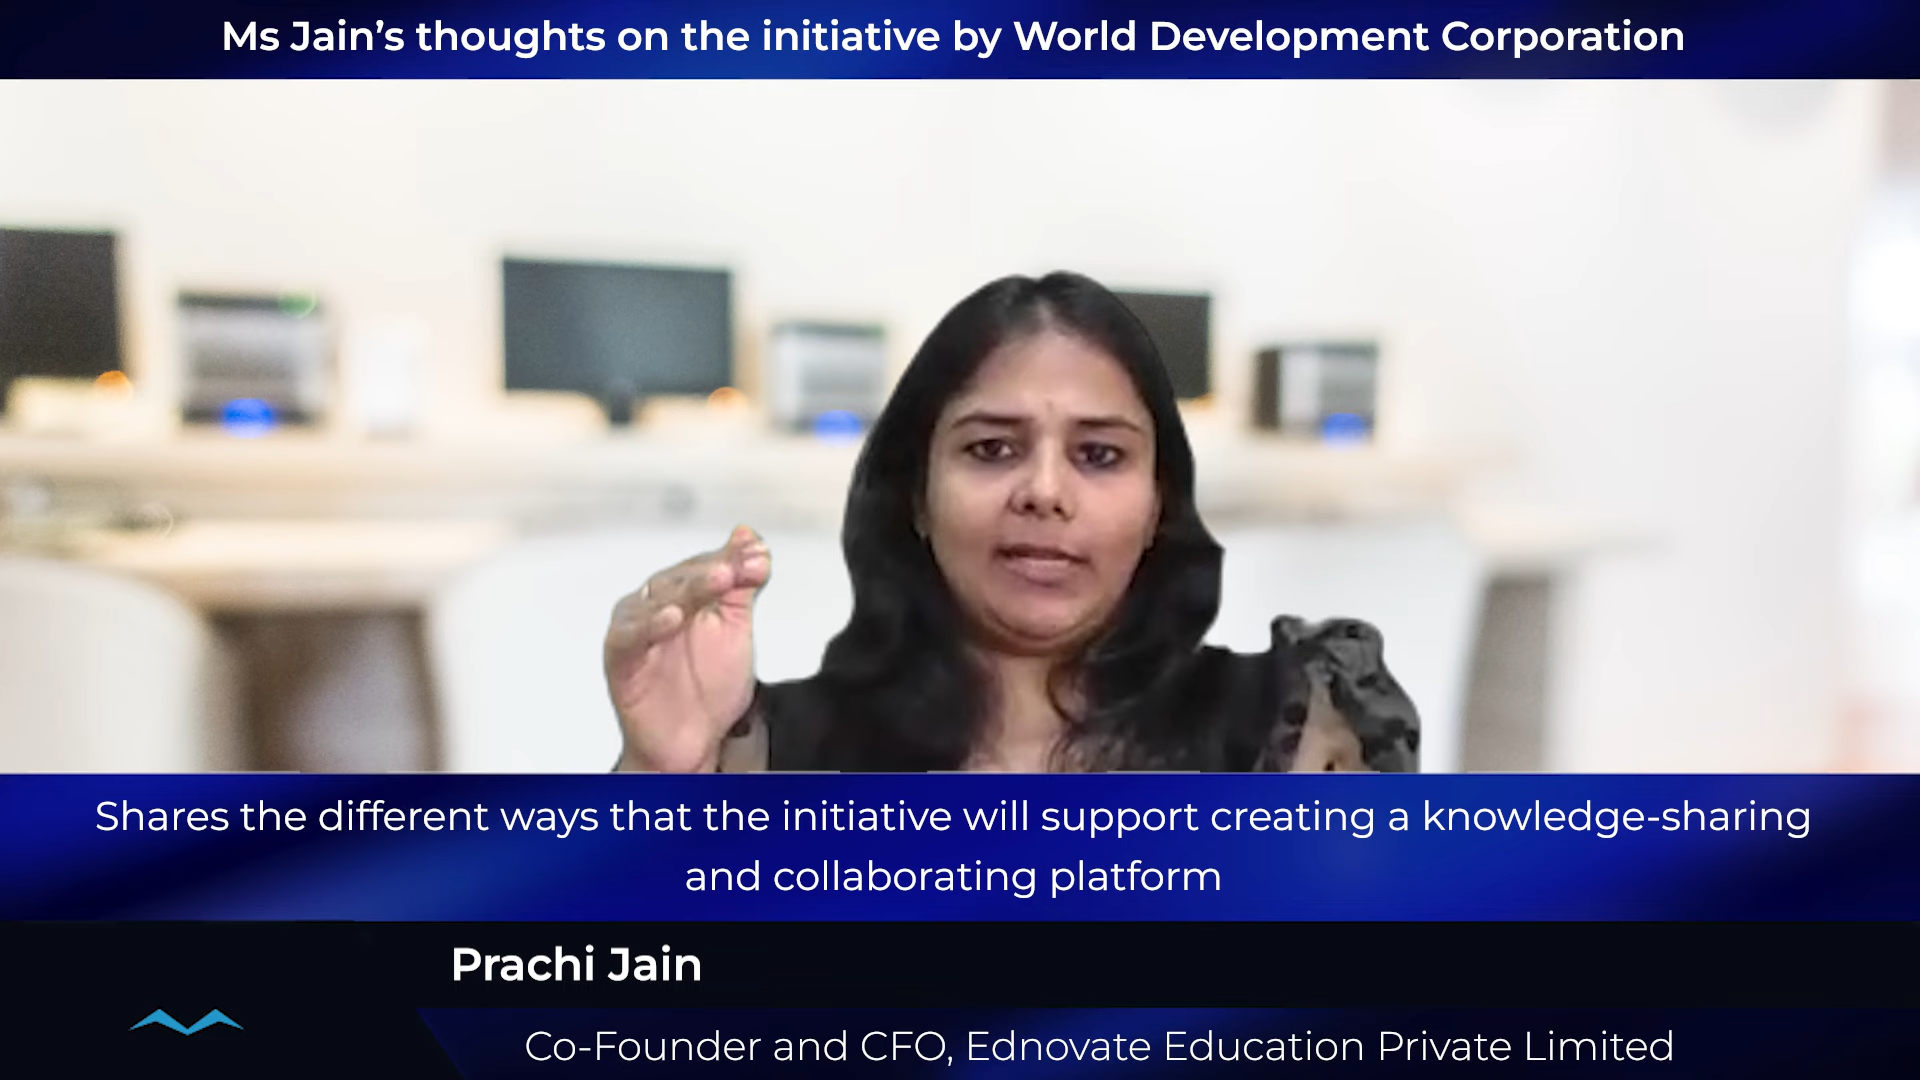 Ms Jain’s thoughts on the initiative by World Development Corporation
Shares the different ways that the initiative will support creating a knowledge-sharing
and collaborating platform
Prachi Jain
Co-Founder and CFO, Ednovate Education Private Limited